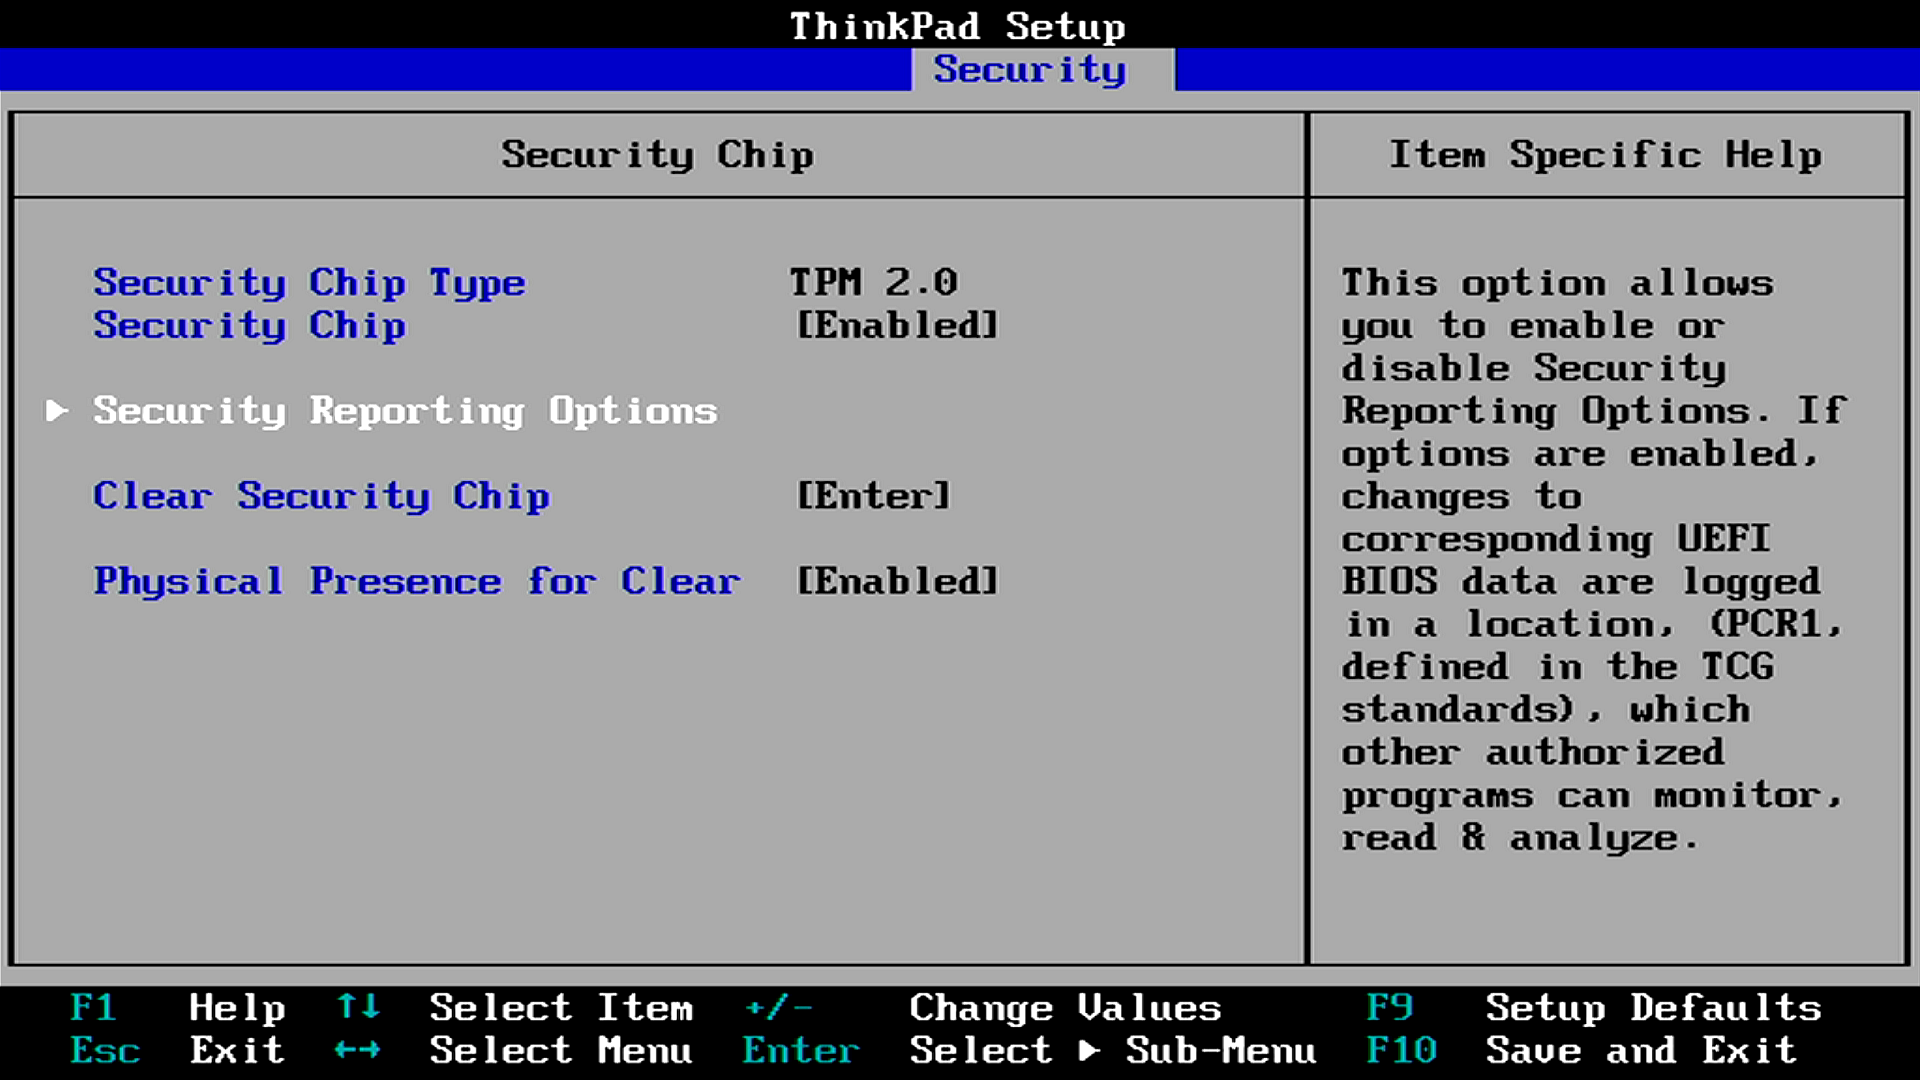 ThinkPad Setup
Security
Security Chip
Item Specific Help
Security Chip Type TPM 2.0
Security Chip [Enabled]
▶ Security Reporting Options
Clear Security Chip [Enter]
Physical Presence for Clear [Enabled]
This option allows
you to enable or
disable Security
Reporting Options. If
options are enabled,
changes to
corresponding UEFI
BIOS data are logged
in a location, (PCR1,
defined in the TCG
standards), which
other authorized
programs can monitor,
read & analyze.
F1 Help ↑↓ Select Item +/- Change Values F9 Setup Defaults
Esc Exit ←→ Select Menu Enter Select ▶ Sub-Menu F10 Save and Exit